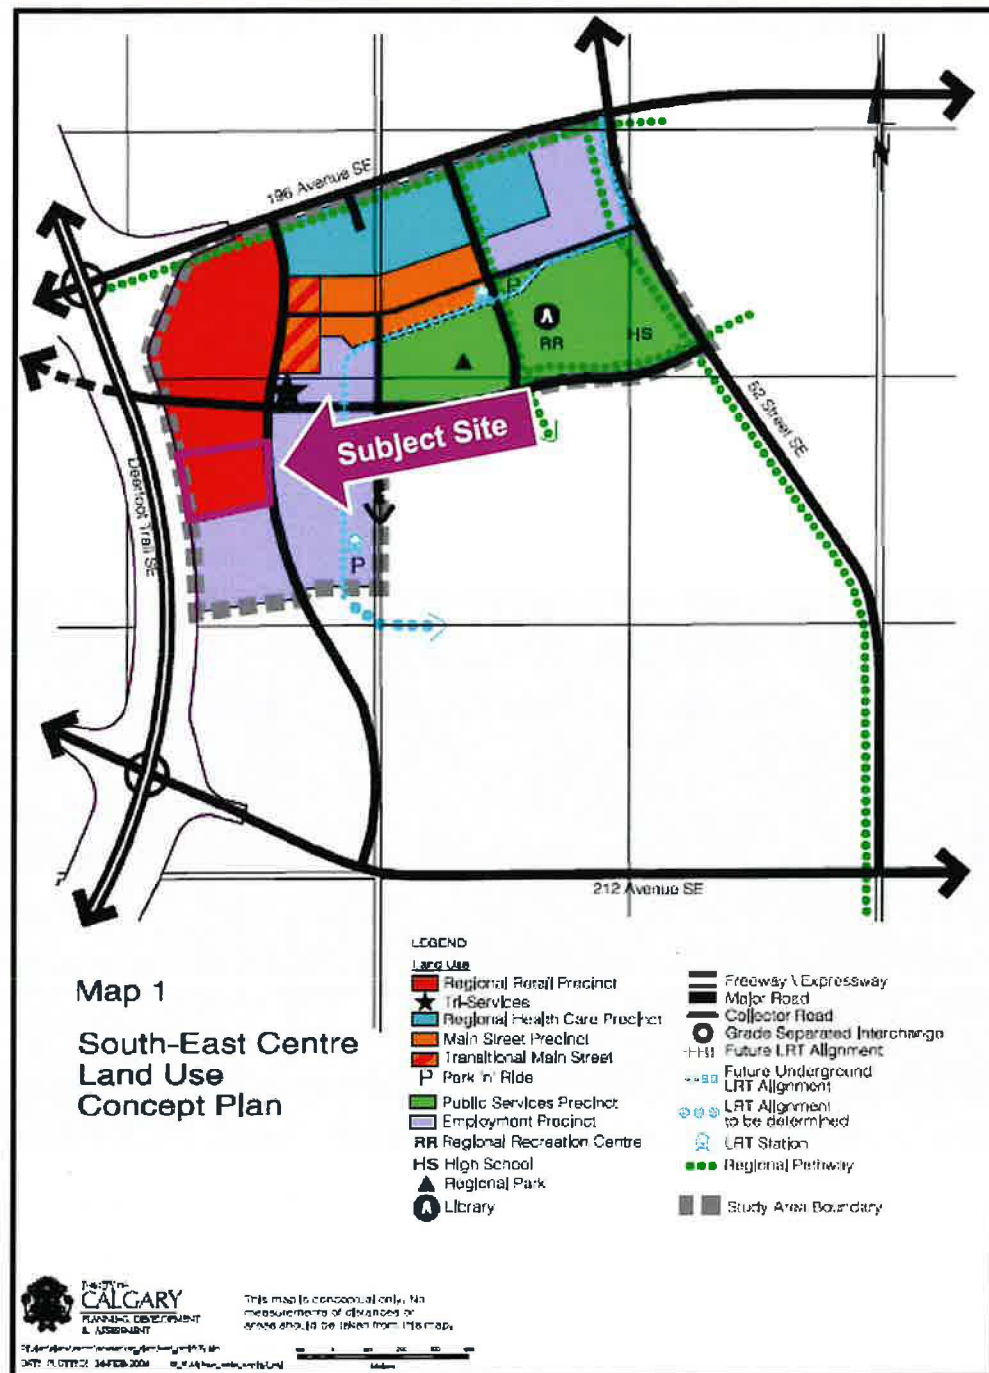 196 Avenue SE
P
RR
HS
Subject Site
52 Street SE
Deerfoot Trail SE
P
212 Avenue SE
Map 1
South-East Centre
Land Use
Concept Plan
LEGEND
Land Use
Regional Retail Precinct
Tri-Services
Regional Health Care Precinct
Main Street Precinct
Transitional Main Street
P Park 'n' Ride
Public Services Precinct
Employment Precinct
RR Regional Recreation Centre
HS High School
Regional Park
Library
Freeway \ Expressway
Major Road
Collector Road
Grade Separated Interchange
Future LRT Alignment
Future Underground
LRT Alignment
LRT Alignment
to be determined
LRT Station
Regional Pathway
Study Area Boundary
THE CITY OF
CALGARY
PLANNING, DEVELOPMENT
& ASSESSMENT
This map is conceptual only. No
measurements of distances or
areas should be taken from this map.
DATE PLOTTED: